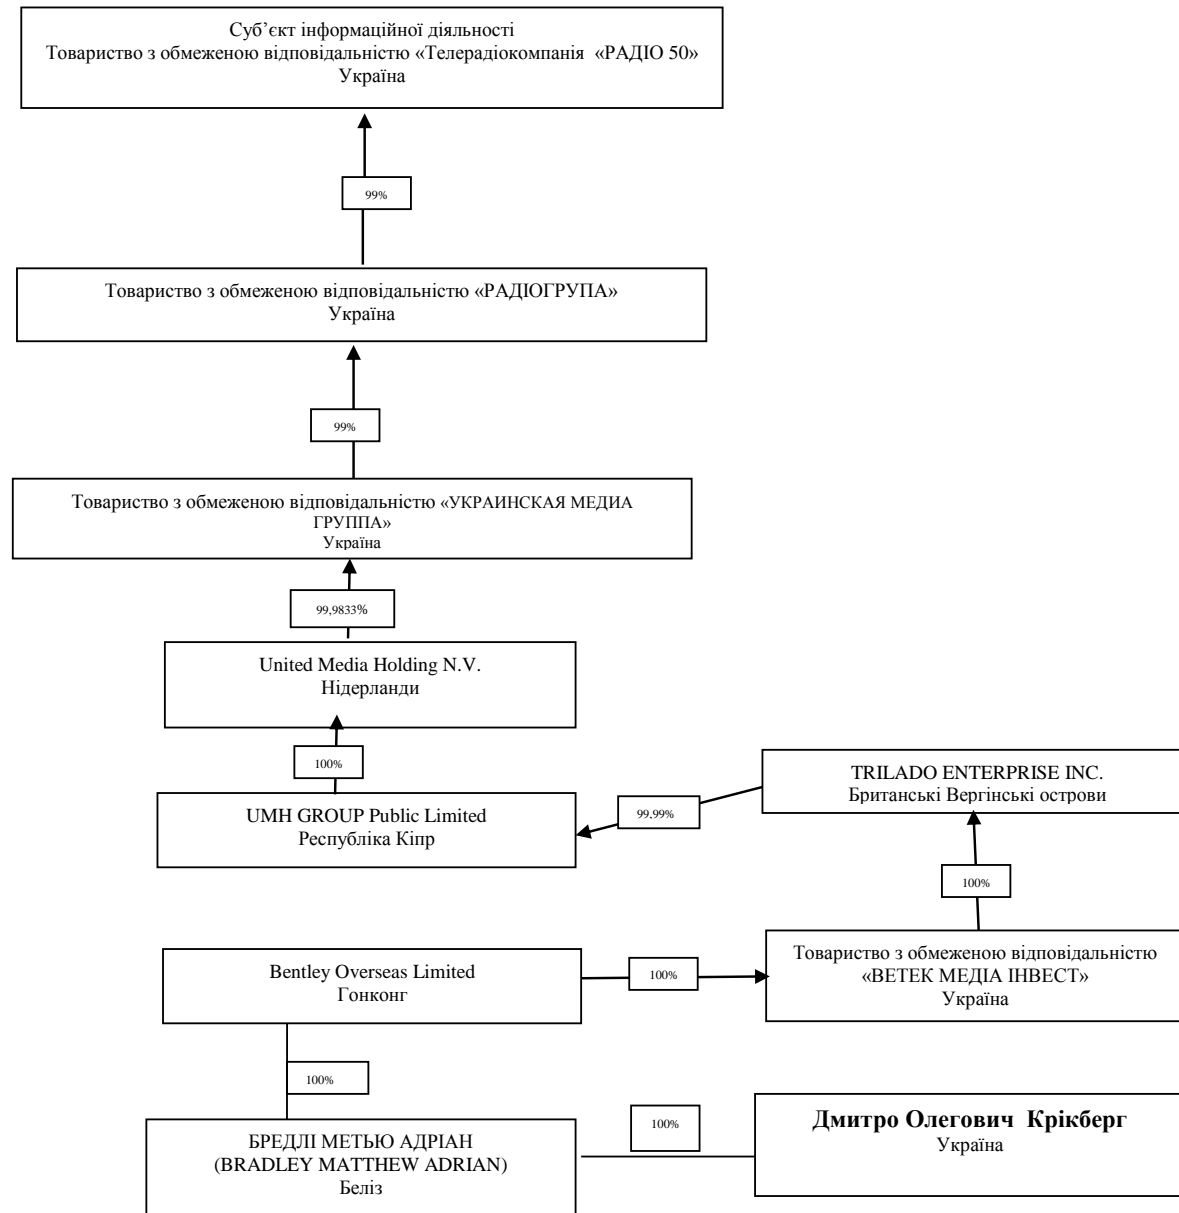 Суб’єкт інформаційної діяльності
Товариство з обмеженою відповідальністю «Телерадіокомпанія «РАДІО 50»
Україна
99%
Товариство з обмеженою відповідальністю «РАДІОГРУПА»
Україна
99%
Товариство з обмеженою відповідальністю «УКРАИНСКАЯ МЕДИА
ГРУППА»
Україна
99,9833%
United Media Holding N.V.
Нідерланди
100%
UMH GROUP Public Limited
Республіка Кіпр
99,99%
TRILADO ENTERPRISE INC.
Британські Вергінські острови
100%
Товариство з обмеженою відповідальністю
«ВЕТЕК МЕДІА ІНВЕСТ»
Україна
100%
Bentley Overseas Limited
Гонконг
100%
БРЕДЛІ МЕТЬЮ АДРІАН
(BRADLEY MATTHEW ADRIAN)
Беліз
100%
Дмитро Олегович Крікберг
Україна